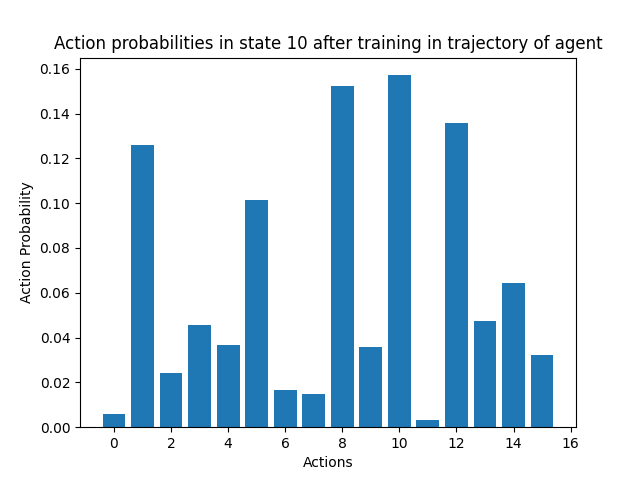 Action probabilities in state 10 after training in trajectory of agent
0.16
0.14
0.12
0.10
0.08
0.06
0.04
0.02
0.00
Action Probability
0 2 4 6 8 10 12 14 16
Actions